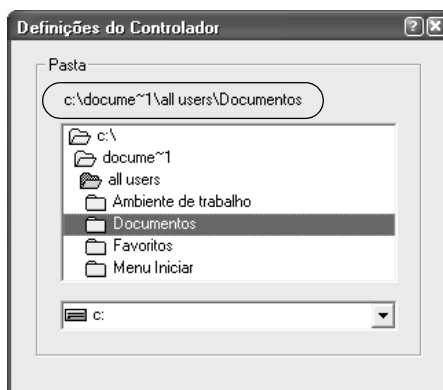 Definições do Controlador
Pasta
c:\docume~1\all users\Documentos
c:\
docume~1
all users
Ambiente de trabalho
Documentos
Favoritos
Menu Iniciar
c: